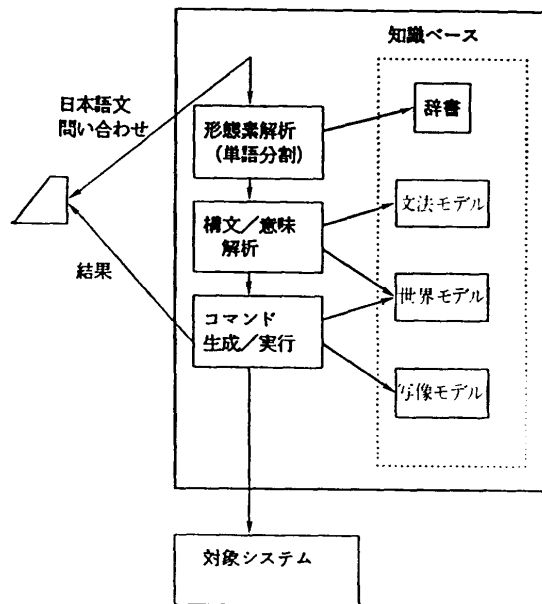 知識ベース
日本語文
問い合わせ
形態素解析
（単語分割）
辞書
構文／意味
解析
文法モデル
結果
コマンド
生成／実行
世界モデル
写像モデル
対象システム